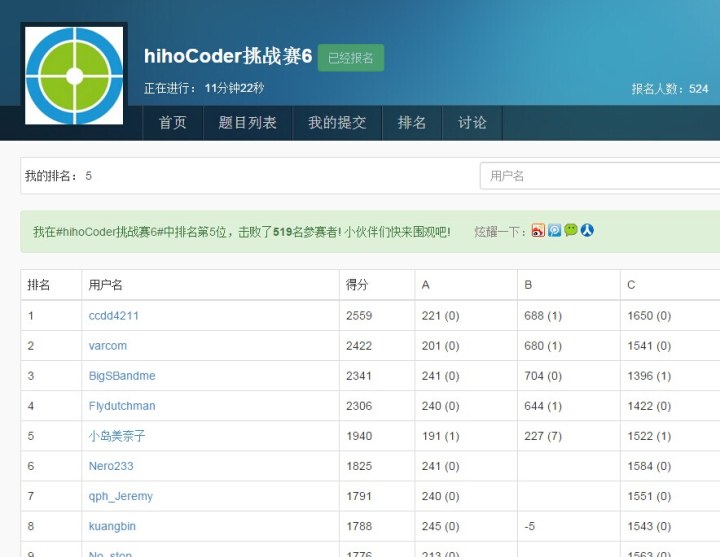 hihoCoder挑战赛6 已经报名
正在进行: 11分钟22秒 报名人数: 524
首页 题目列表 我的提交 排名 讨论
我的排名: 5 用户名
我在#hihoCoder挑战赛6#中排名第5位，击败了519名参赛者! 小伙伴们快来围观吧! 炫耀一下:
排名 用户名 得分 A B C
1 ccdd4211 2559 221 (0) 688 (1) 1650 (0)
2 varcom 2422 201 (0) 680 (1) 1541 (0)
3 BigSBandme 2341 241 (0) 704 (0) 1396 (1)
4 Flydutchman 2306 240 (0) 644 (1) 1422 (0)
5 小岛美奈子 1940 191 (1) 227 (7) 1522 (1)
6 Nero233 1825 241 (0) 1584 (0)
7 qph_Jeremy 1791 240 (0) 1551 (0)
8 kuangbin 1788 245 (0) -5 1543 (0)
9 No_stop 1776 213 (0) 1563 (0)